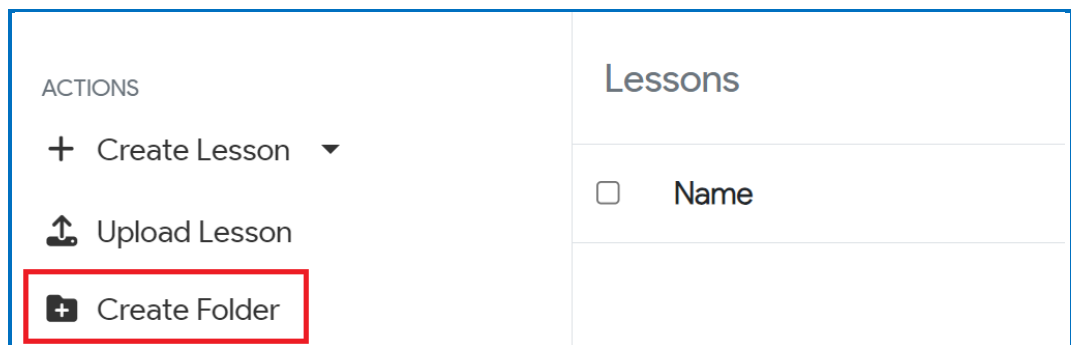 ACTIONS
Create Lesson
Upload Lesson
Create Folder
Lessons
Name